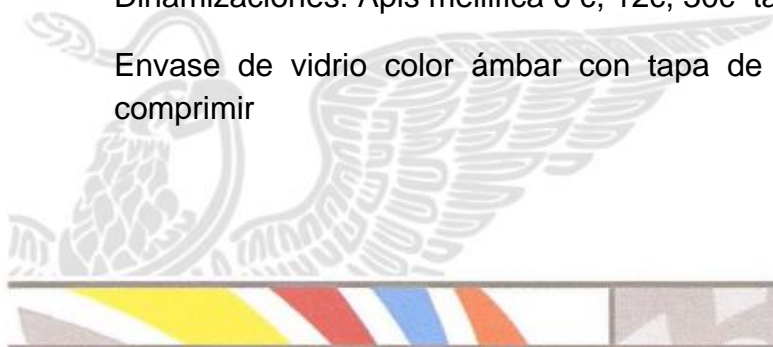 Dinamizaciones: Apis mellifica 6 c, 12c, 30c
Envase de vidrio color ámbar con tapa de
comprimir